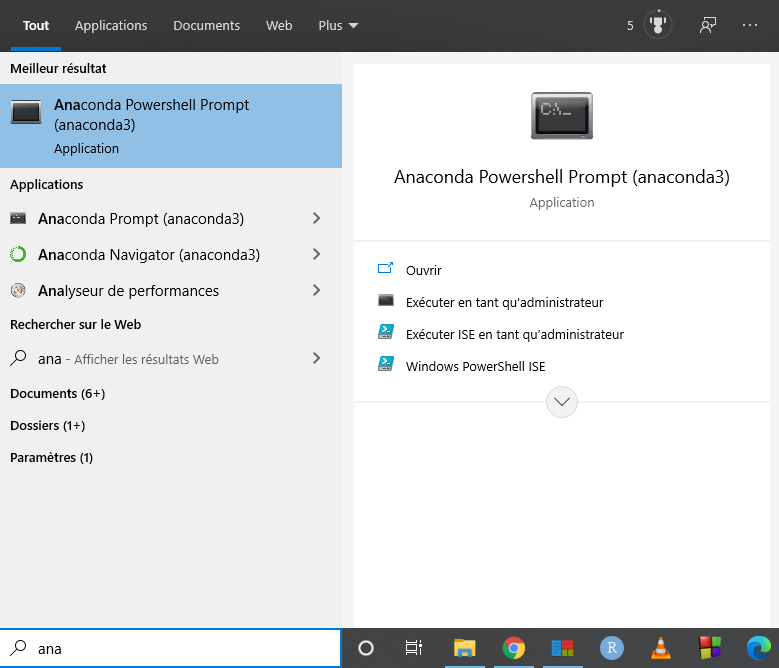 Tout Applications Documents Web Plus 5 ...
Meilleur résultat
Anaconda Powershell Prompt
(anaconda3)
Application
Applications
Anaconda Prompt (anaconda3)
Anaconda Navigator (anaconda3)
Analyseur de performances
Rechercher sur le Web
ana - Afficher les résultats Web
Documents (6+)
Dossiers (1+)
Paramètres (1)
C:\_
Anaconda Powershell Prompt (anaconda3)
Application
Ouvrir
Exécuter en tant qu'administrateur
Exécuter ISE en tant qu’administrateur
Windows PowerShell ISE
ana
R